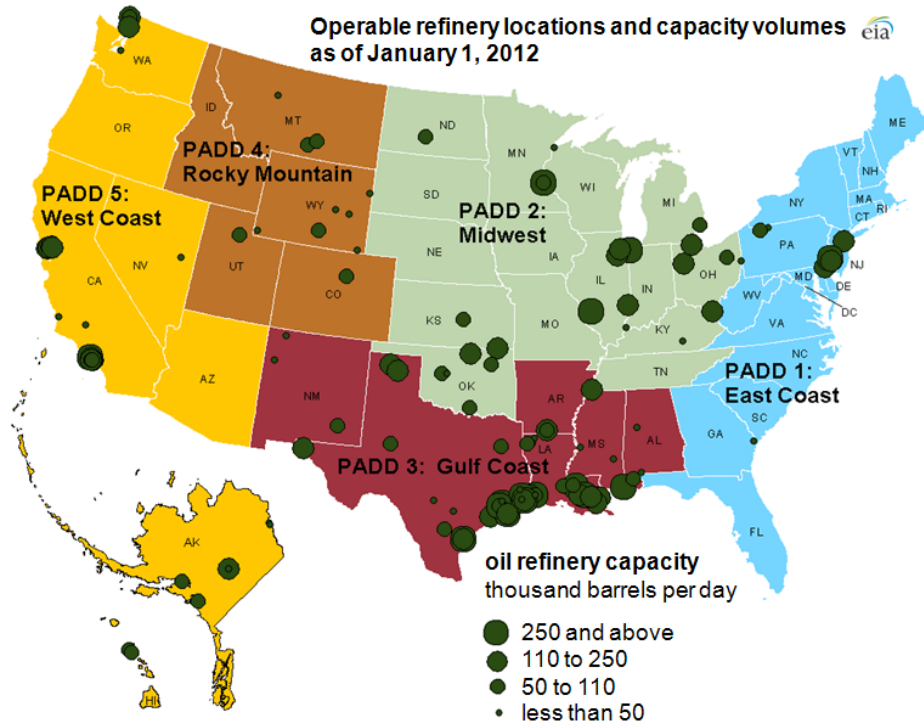 Operable refinery locations and capacity volumes
as of January 1, 2012
eia
WA
OR
ID
MT
PADD 4:
Rocky Mountain
PADD 5:
West Coast
CA
NV
UT
WY
CO
AZ
ND
SD
NE
KS
OK
MN
IA
MO
WI
IL
IN
MI
OH
KY
TN
PADD 2:
Midwest
ME
VT
NH
MA
RI
CT
NY
PA
NJ
MD
DE
DC
WV
VA
NC
SC
GA
FL
PADD 1:
East Coast
NM
AR
LA
MS
AL
PADD 3: Gulf Coast
AK
HI
oil refinery capacity
thousand barrels per day
250 and above
110 to 250
50 to 110
less than 50